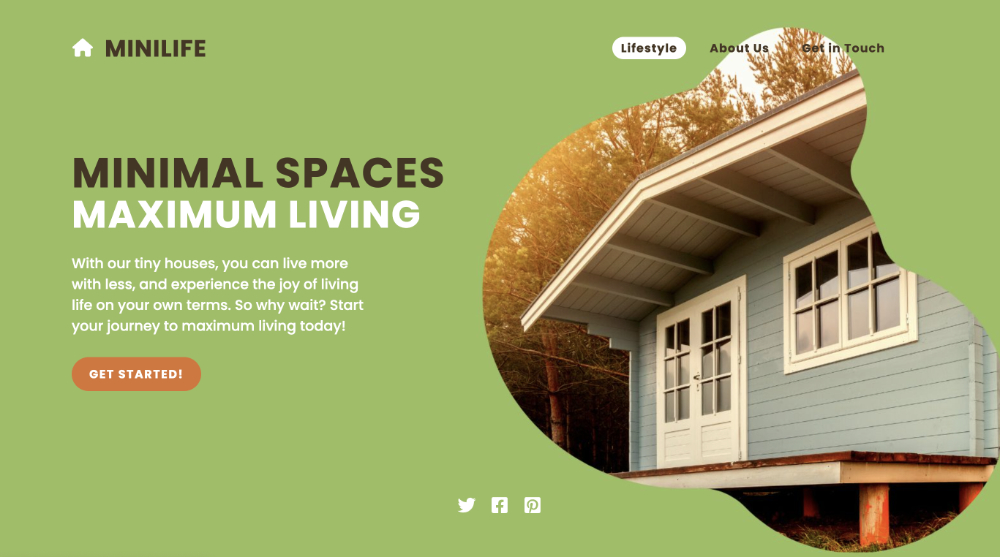 MINILIFE
Lifestyle
About Us
Get in Touch
MINIMAL SPACES
MAXIMUM LIVING
With our tiny houses, you can live more
with less, and experience the joy of living
life on your own terms. So why wait? Start
your journey to maximum living today!
GET STARTED!